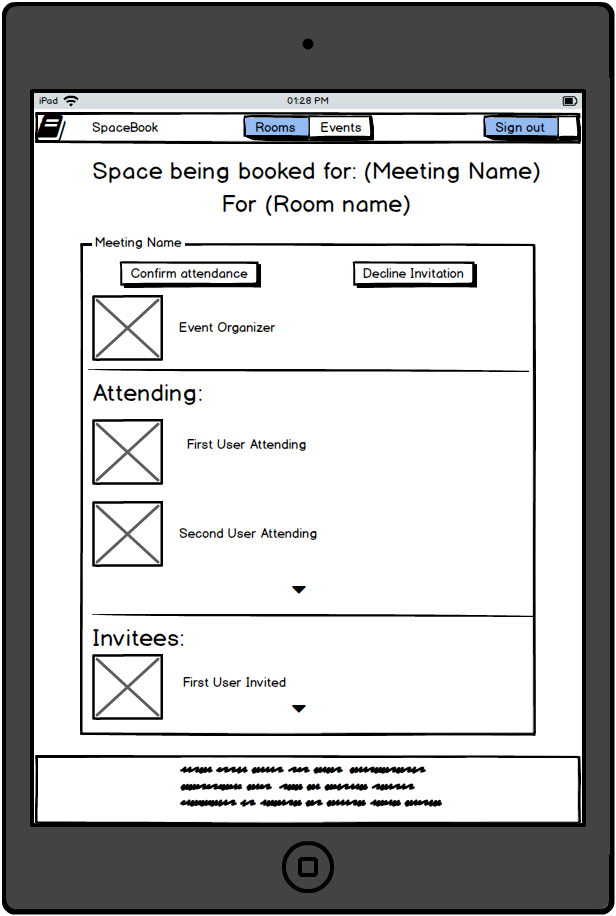 iPad 01:28 PM
SpaceBook Rooms Events Sign out
Space being booked for: (Meeting Name)
For (Room name)
Meeting Name
Confirm attendance Decline Invitation
Event Organizer
Attending:
First User Attending
Second User Attending
Invitees:
First User Invited